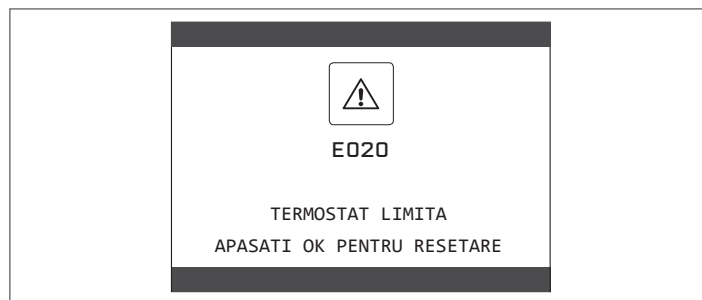 E020
TERMOSTAT LIMITA
APASATI OK PENTRU RESETARE